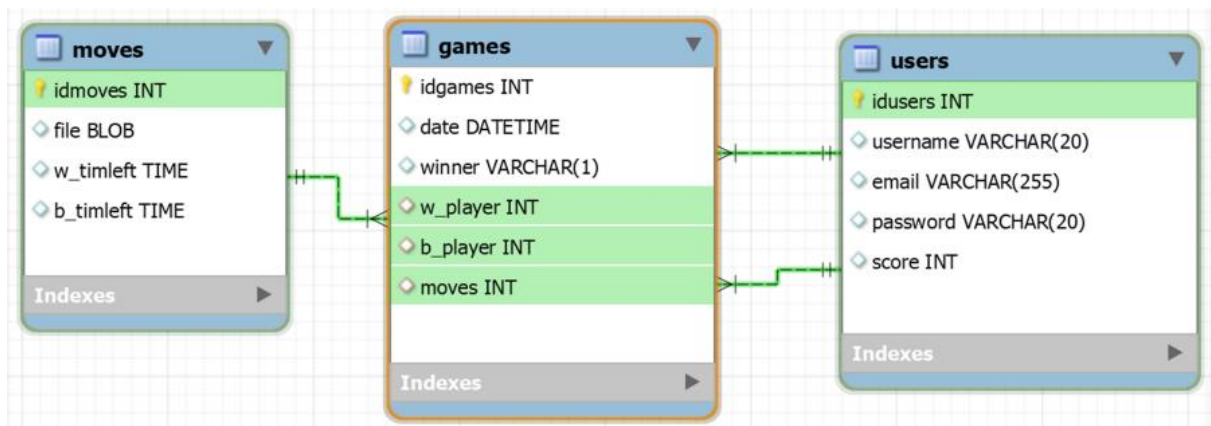 moves
idmoves INT
file BLOB
w_timleft TIME
b_timleft TIME
Indexes
games
idgames INT
date DATETIME
winner VARCHAR(1)
w_player INT
b_player INT
moves INT
Indexes
users
idusers INT
username VARCHAR(20)
email VARCHAR(255)
password VARCHAR(20)
score INT
Indexes